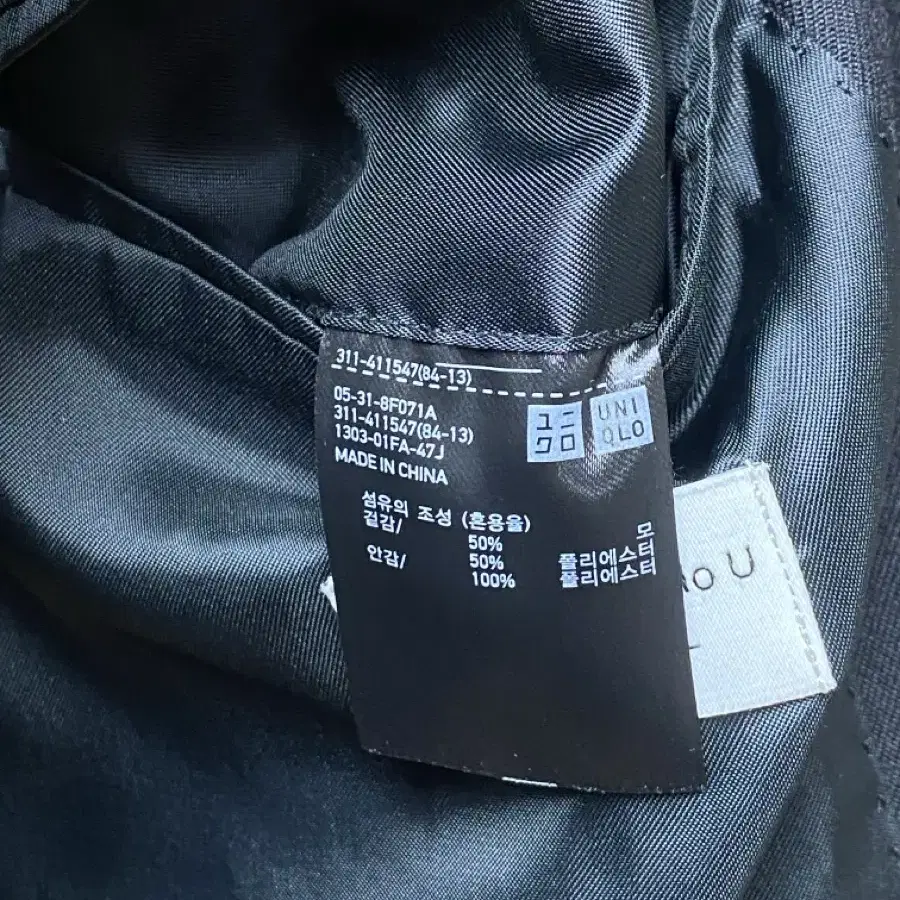 311-411547(84-13)
05-31-8F071A
311-411547(84-13)
1303-01FA-47J
MADE IN CHINA
ユニ
クロ
UNI
QLO
섬유의 조성 (혼용율)
겉감/ 50% 모
50% 폴리에스터
안감/ 100% 폴리에스터
U